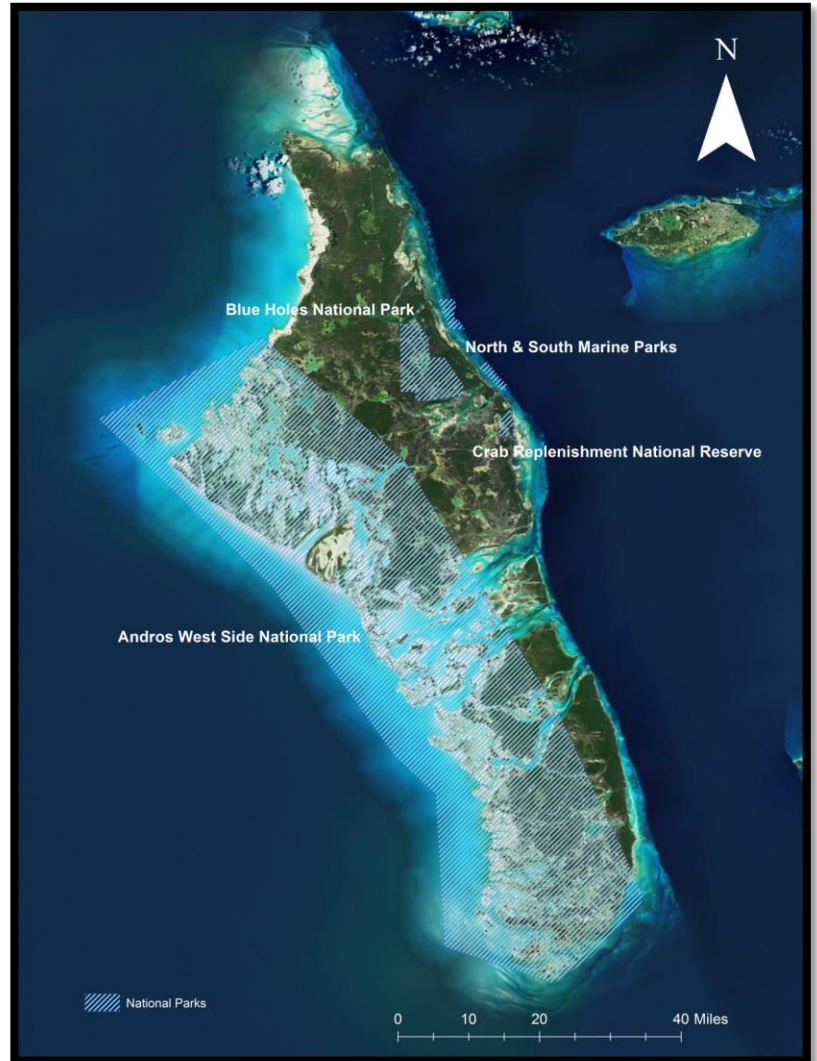 N
Blue Holes National Park
North & South Marine Parks
Crab Replenishment National Reserve
Andros West Side National Park
National Parks
0 10 20 40 Miles